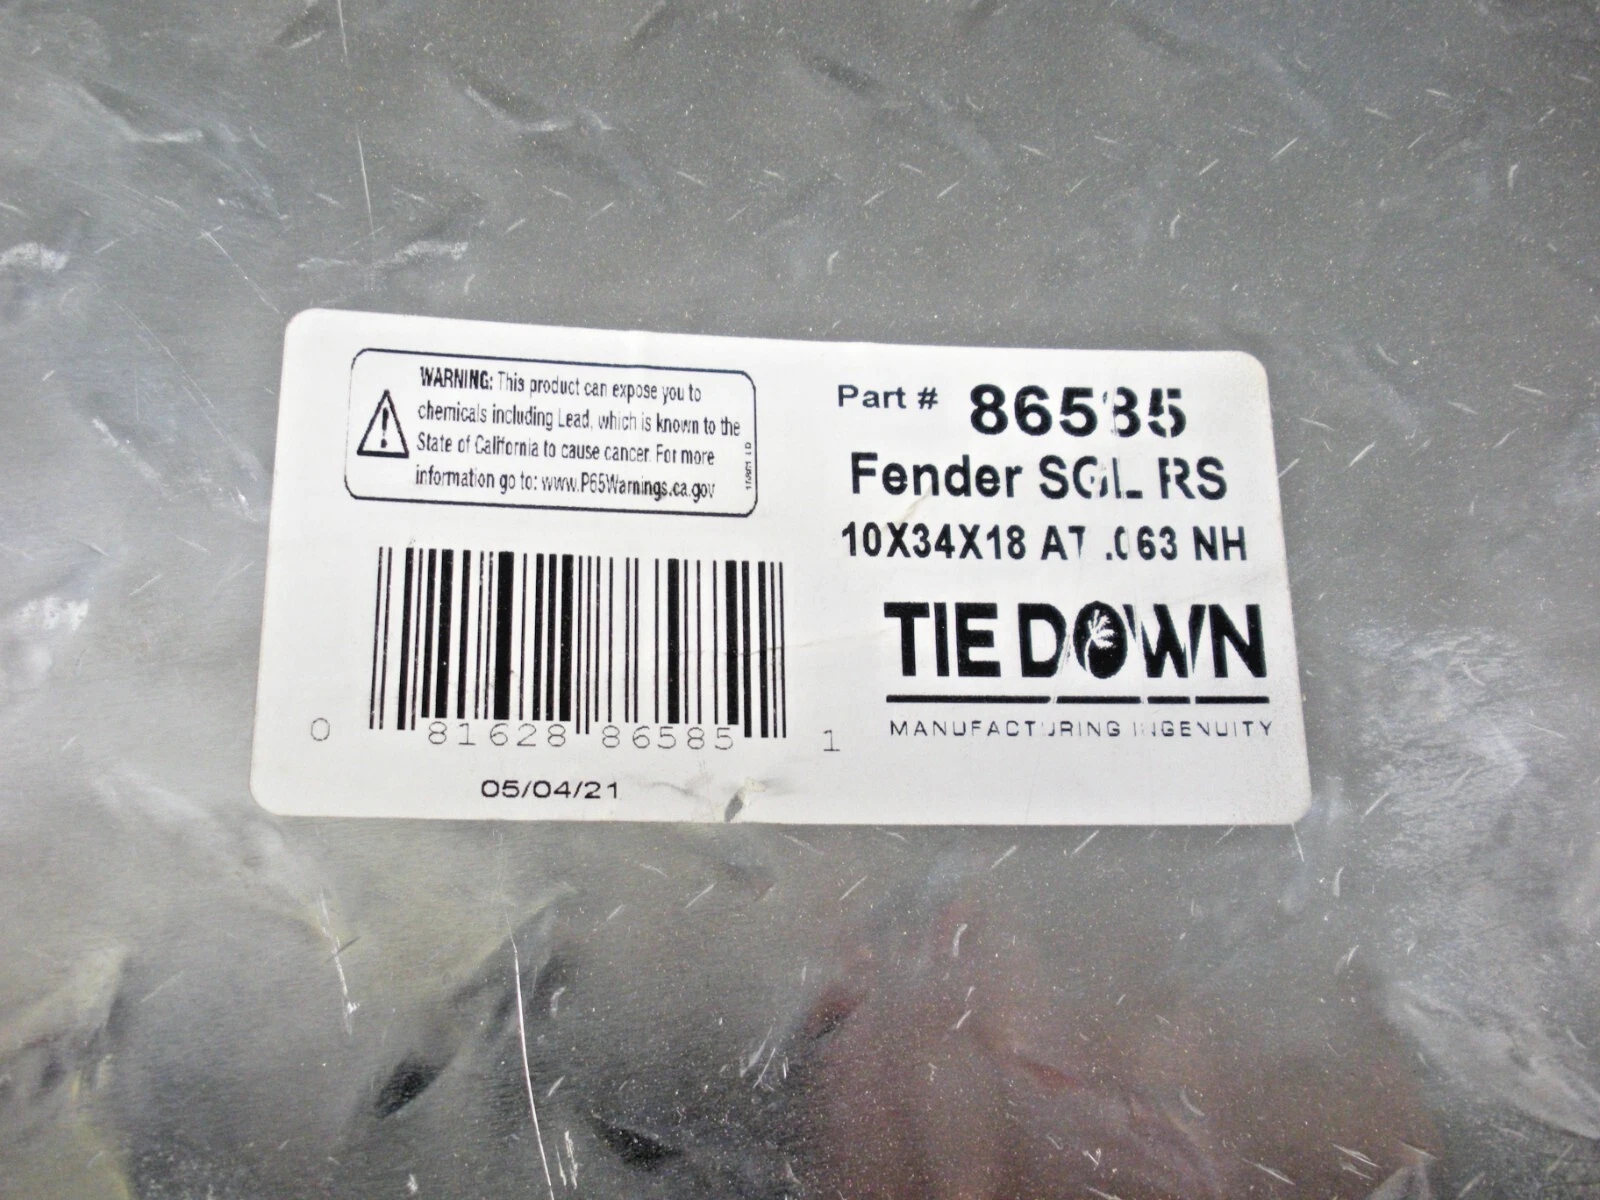 WARNING: This product can expose you to
chemicals including Lead, which is known to the
State of California to cause cancer. For more
information go to: www.P65Warnings.ca.gov
Part # 86585
Fender SGL RS
10X34X18 AT .063 NH
TIE DOWN
MANUFACTURING INGENUITY
0 81628 86585 1
05/04/21